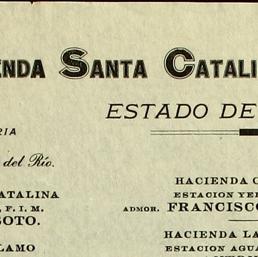 ENDA SANTA CATALI
ESTADO DE
RIA
del Río.
HACIENDA C
ATALINA
ESTACION YE
, F. I. M.
ADMOR. FRANCISCO
SOTO.
HACIENDA LA
LAMO
ESTACION AGUA